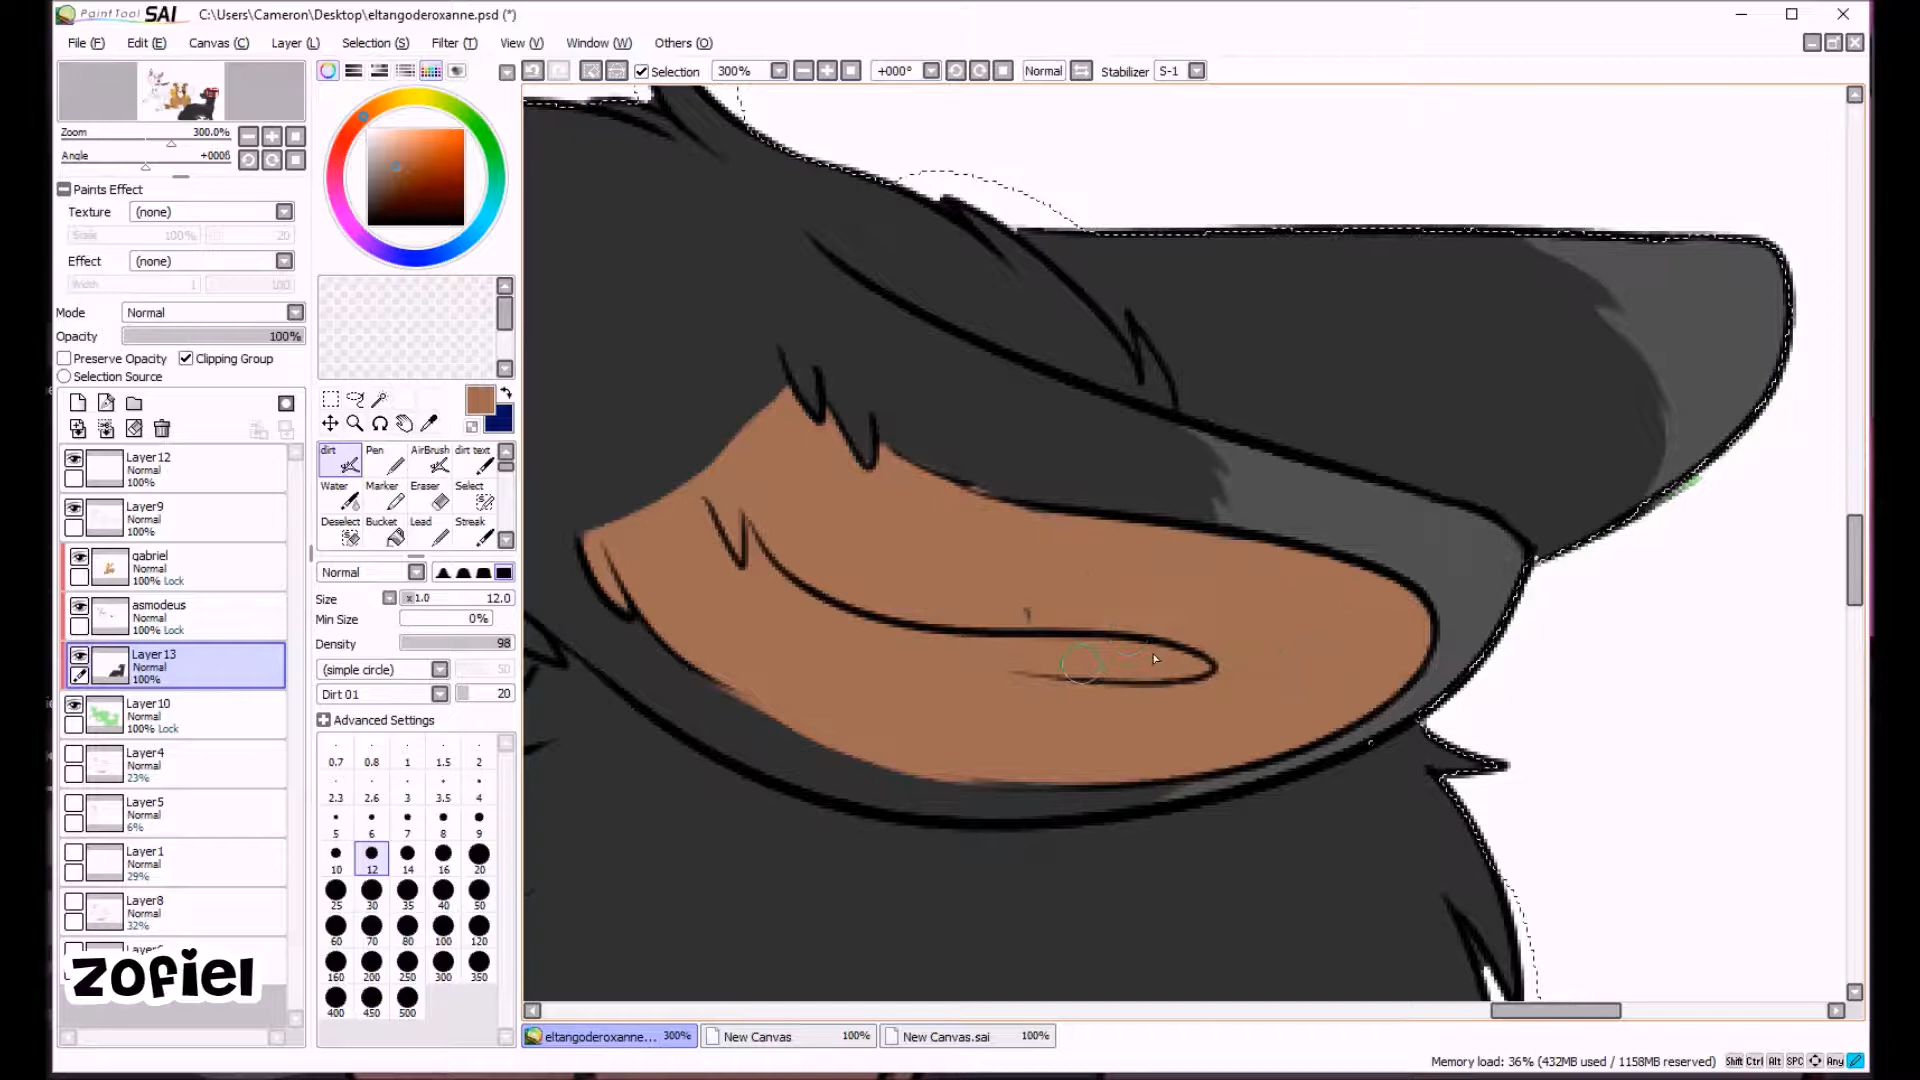 PaintTool SAI C:\Users\Cameron\Desktop\eltangoderoxanne.psd (*)
File (F) Edit (E) Canvas (C) Layer (L) Selection (S) Filter (T) View (V) Window (W) Others (O)
Selection 300% +000° Normal Stabilizer S-1
Zoom 300.0%
Angle +000ß
Paints Effect
Texture (none)
Scale 100% 20
Effect (none)
Width 1 100
Mode Normal
Opacity 100%
Preserve Opacity Clipping Group
Selection Source
Layer12
Normal
100%
Layer9
Normal
100%
gabriel
Normal
100% Lock
asmodeus
Normal
100% Lock
Layer13
Normal
100%
Layer10
Normal
100% Lock
Layer4
Normal
23%
Layer5
Normal
6%
Layer1
Normal
29%
Layer8
Normal
32%
zofiel
dirt Pen AirBrush dirt text
Water Marker Eraser Select
Deselect Bucket Lead Streak
Normal
Size x1.0 12.0
Min Size 0%
Density 98
(simple circle) 50
Dirt 01 20
Advanced Settings
0.7 0.8 1 1.5 2
2.3 2.6 3 3.5 4
5 6 7 8 9
10 12 14 16 20
25 30 35 40 50
60 70 80 100 120
160 200 250 300 350
400 450 500
eltangoderoxanne... 300% New Canvas 100% New Canvas.sai 100%
Memory load: 36% (432MB used / 1158MB reserved) Shift Ctrl Alt SPC Any